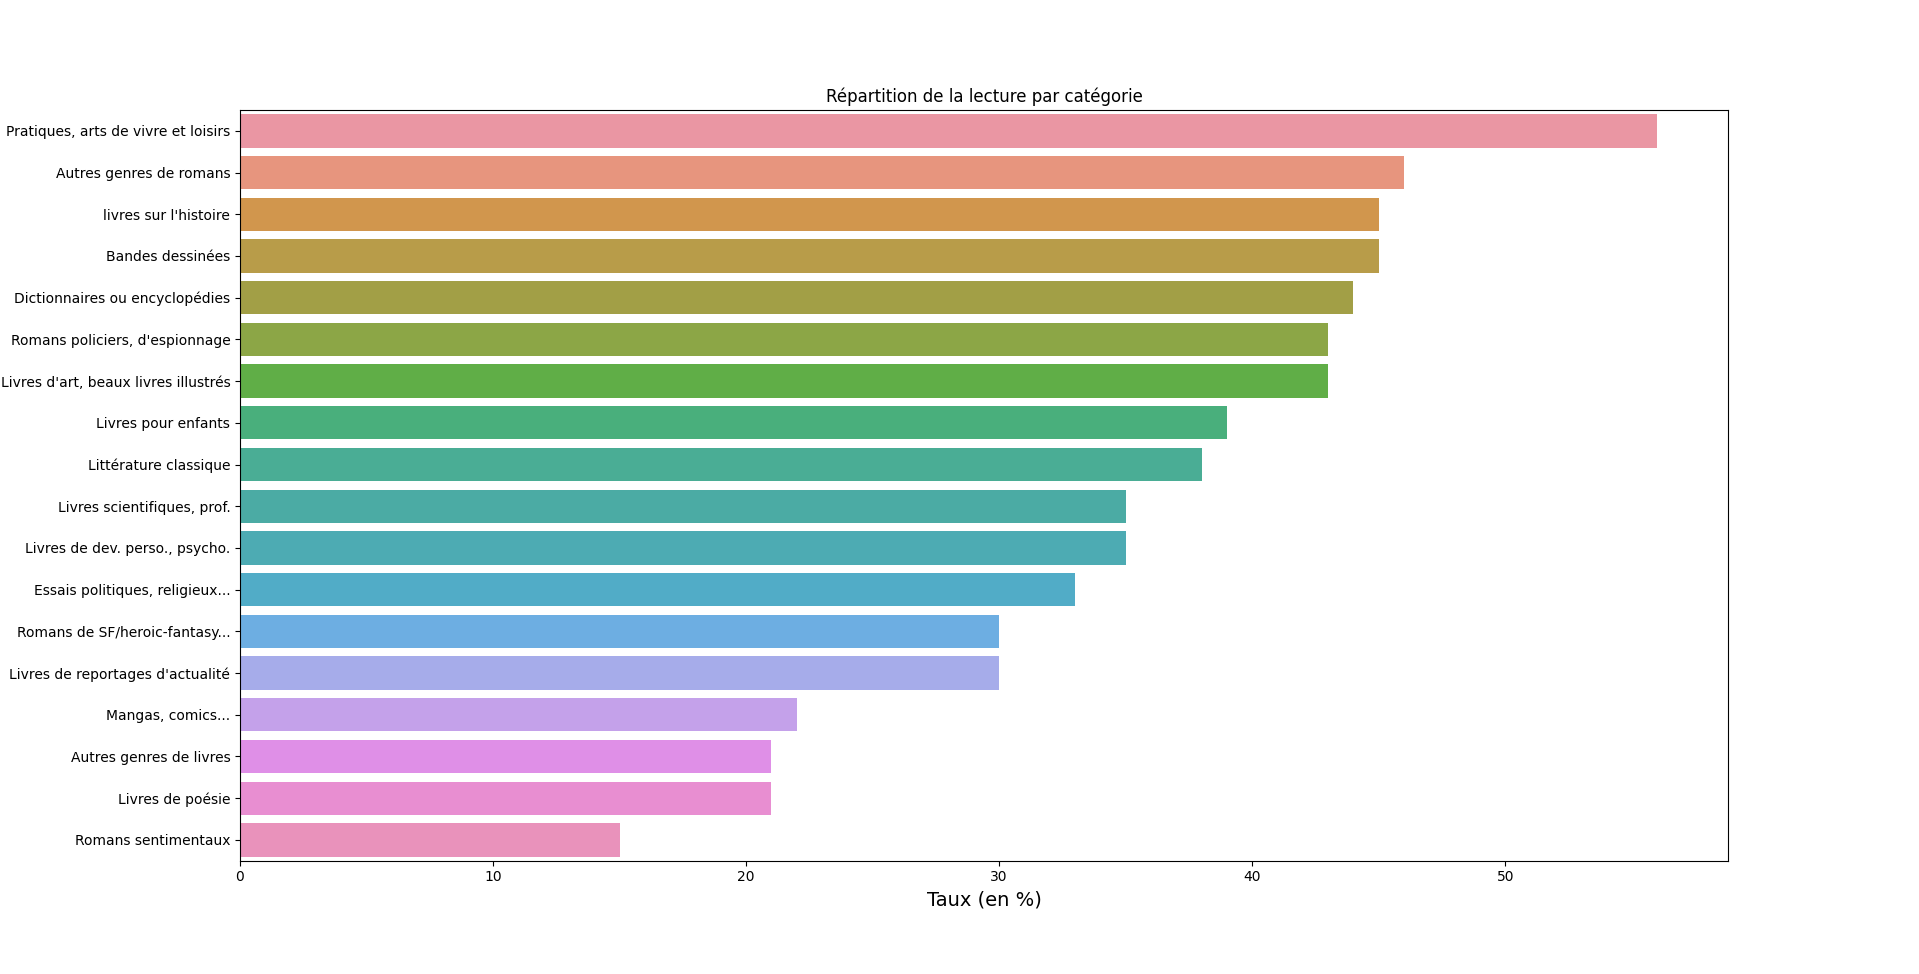 Répartition de la lecture par catégorie
Pratiques, arts de vivre et loisirs
Autres genres de romans
livres sur l'histoire
Bandes dessinées
Dictionnaires ou encyclopédies
Romans policiers, d'espionnage
Livres d'art, beaux livres illustrés
Livres pour enfants
Littérature classique
Livres scientifiques, prof.
Livres de dev. perso., psycho.
Essais politiques, religieux...
Romans de SF/heroic-fantasy...
Livres de reportages d'actualité
Mangas, comics...
Autres genres de livres
Livres de poésie
Romans sentimentaux
0 10 20 30 40 50
Taux (en %)